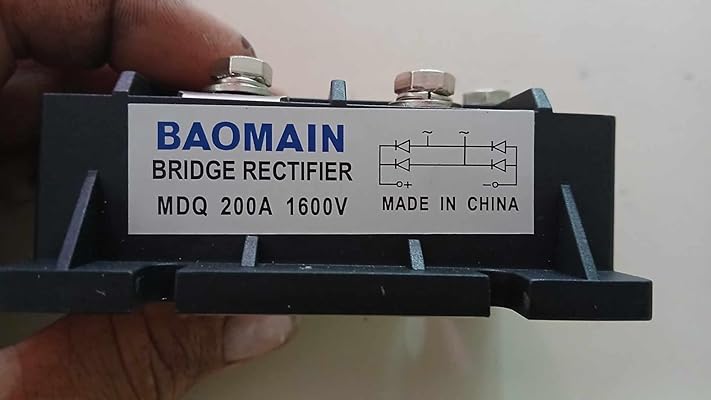 BAOMAIN
BRIDGE RECTIFIER
MDQ 200A 1600V
~ ~
+ -
MADE IN CHINA